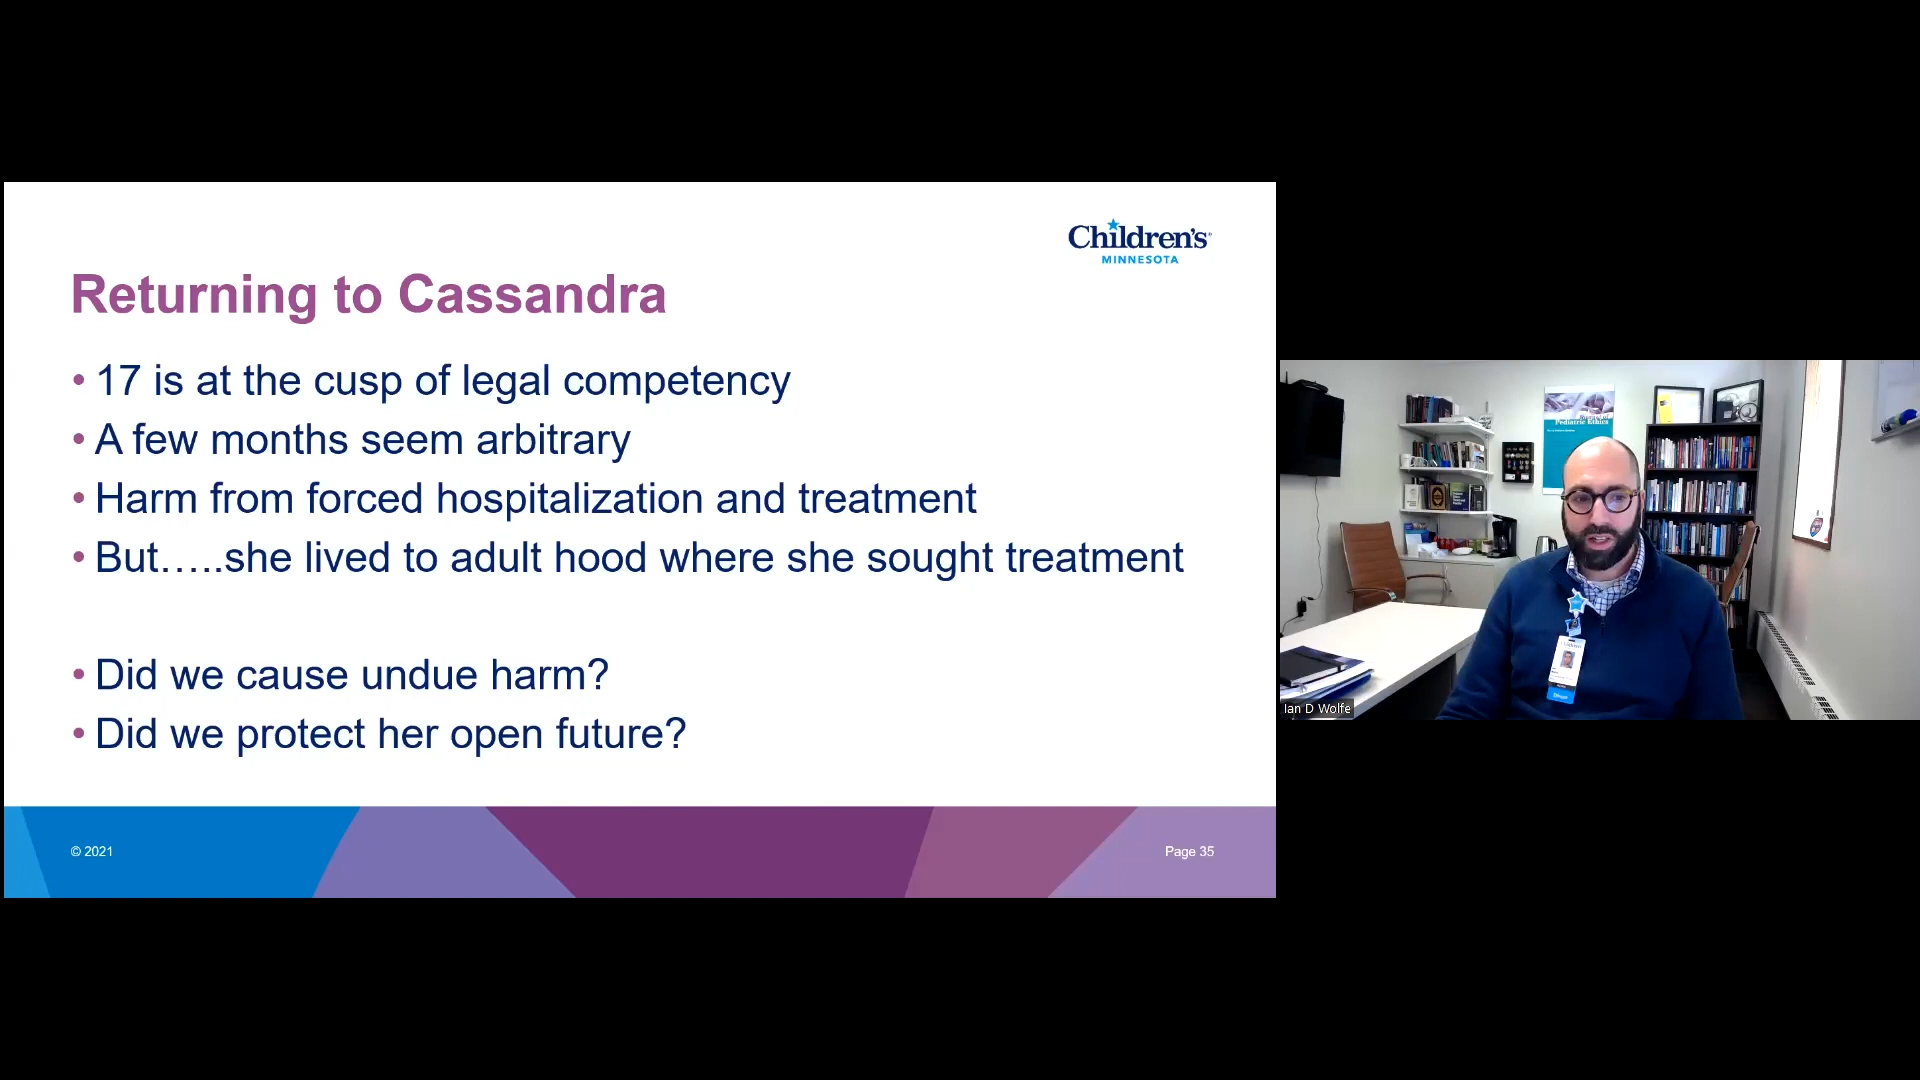 Children's
MINNESOTA
Returning to Cassandra
• 17 is at the cusp of legal competency
• A few months seem arbitrary
• Harm from forced hospitalization and treatment
• But…..she lived to adult hood where she sought treatment
• Did we cause undue harm?
• Did we protect her open future?
© 2021
Page 35
Pediatric Ethics
Ian D Wolfe